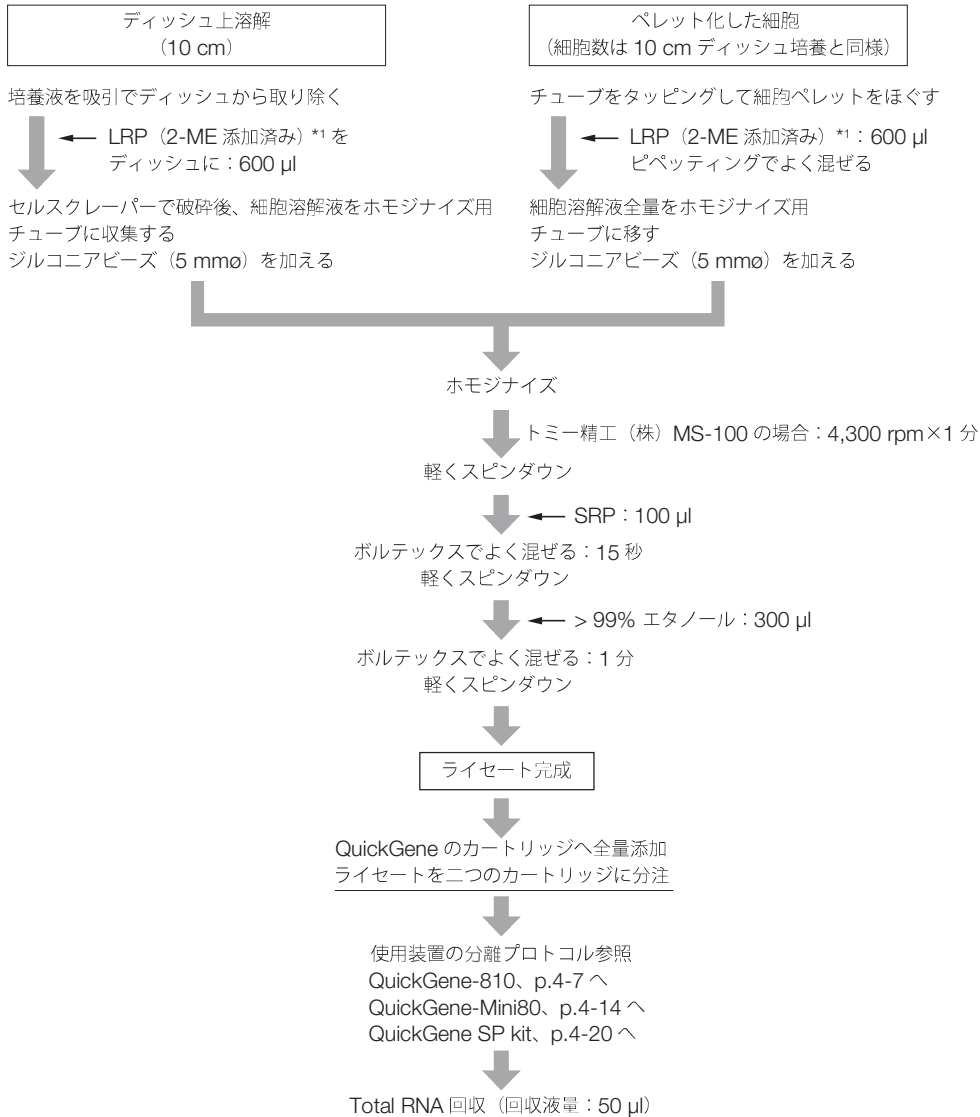 ディッシュ上溶解
(10 cm)
培養液を吸引でディッシュから取り除く
LRP(2-ME 添加済み)*1を
ディッシュに:600 µl
セルスクレーパーで破砕後、細胞溶解液をホモジナイズ用
チューブに収集する
ジルコニアビーズ(5 mmø)を加える
ペレット化した細胞
(細胞数は 10 cm ディッシュ培養と同様)
チューブをタッピングして細胞ペレットをほぐす
LRP(2-ME 添加済み)*1:600 µl
ピペッティングでよく混ぜる
細胞溶解液全量をホモジナイズ用
チューブに移す
ジルコニアビーズ(5 mmø)を加える
ホモジナイズ
トミー精工(株)MS-100 の場合:4,300 rpm×1 分
軽くスピンダウン
SRP:100 µl
ボルテックスでよく混ぜる:15 秒
軽くスピンダウン
> 99% エタノール:300 µl
ボルテックスでよく混ぜる:1 分
軽くスピンダウン
ライセート完成
QuickGene のカートリッジへ全量添加
ライセートを二つのカートリッジに分注
使用装置の分離プロトコル参照
QuickGene-810、p.4-7 へ
QuickGene-Mini80、p.4-14 へ
QuickGene SP kit、p.4-20 へ
Total RNA 回収(回収液量:50 µl)